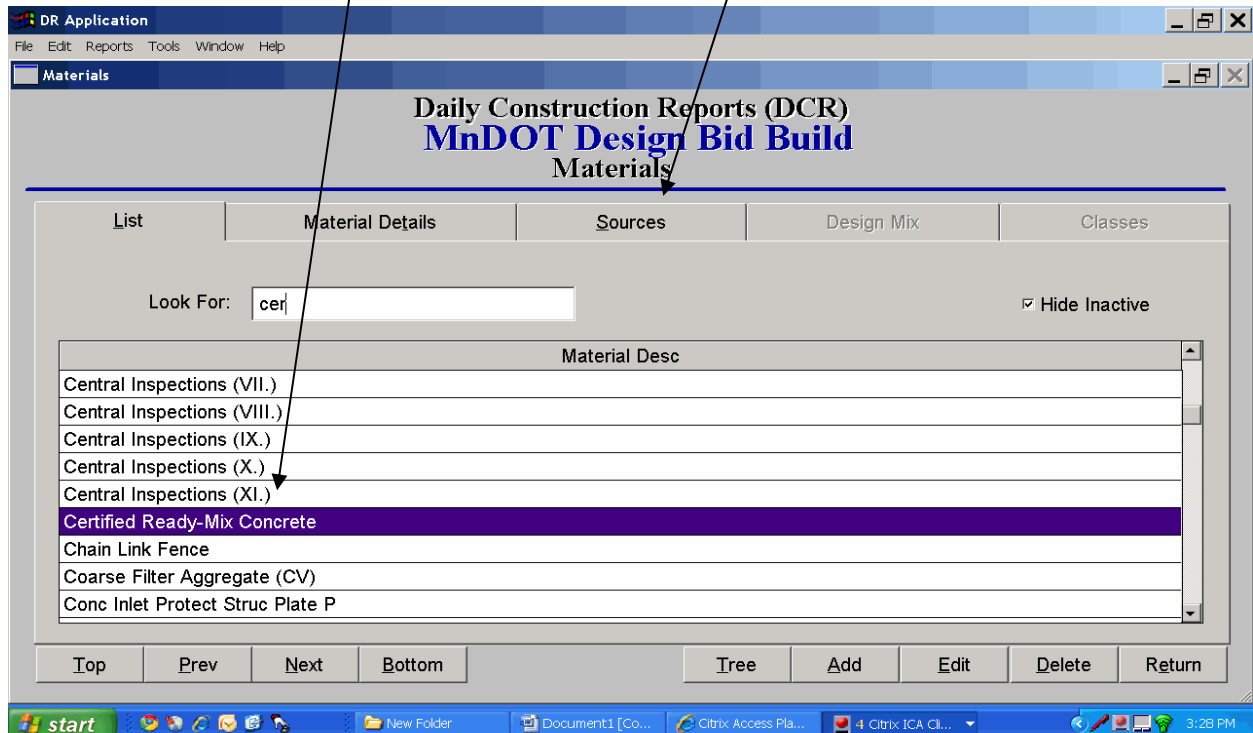 DR Application
File Edit Reports Tools Window Help
Materials
Daily Construction Reports (DCR)
MnDOT Design Bid Build
Materials
List Material Details Sources Design Mix Classes
Look For: cer Hide Inactive
Material Desc
Central Inspections (VII.)
Central Inspections (VIII.)
Central Inspections (IX.)
Central Inspections (X.)
Central Inspections (XI.)
Certified Ready-Mix Concrete
Chain Link Fence
Coarse Filter Aggregate (CV)
Conc Inlet Protect Struc Plate P
Top Prev Next Bottom Tree Add Edit Delete Return
start New Folder Document1 [Co... Citrix Access Pla... 4 Citrix ICA Cli... 3:28 PM